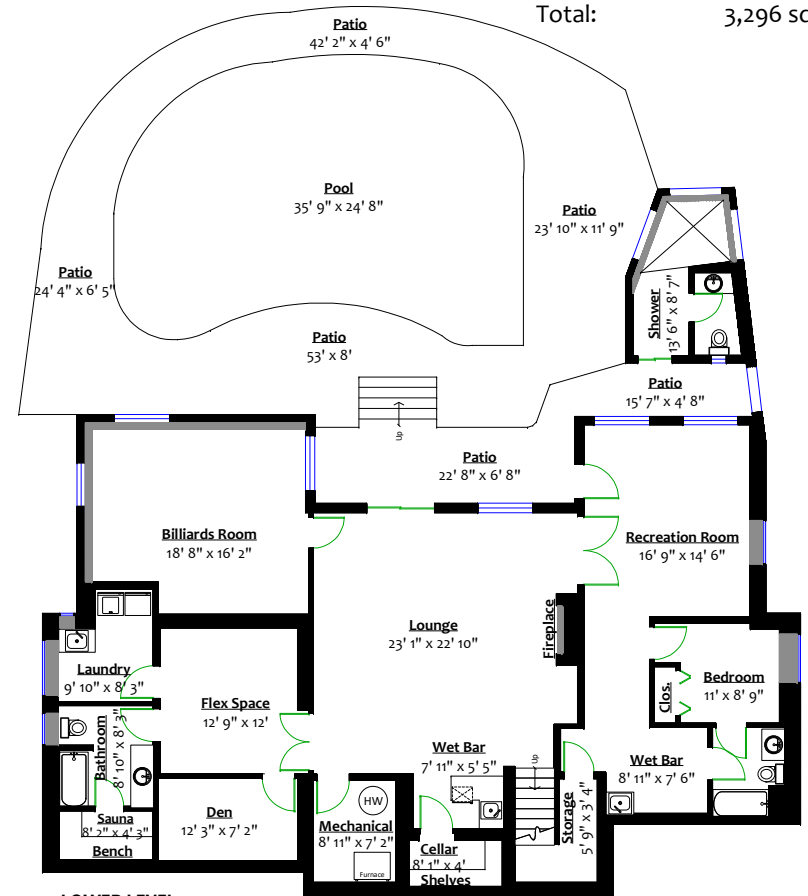 Total: 3,296 sq
Patio
42' 2" x 4' 6"
Pool
35' 9" x 24' 8"
Patio
23' 10" x 11' 9"
Patio
24' 4" x 6' 5"
Shower
13' 6" x 8' 7"
Patio
53' x 8'
Patio
15' 7" x 4' 8"
Up
Patio
22' 8" x 6' 8"
Billiards Room
18' 8" x 16' 2"
Recreation Room
16' 9" x 14' 6"
Lounge
23' 1" x 22' 10"
Fireplace
Laundry
9' 10" x 8' 3"
Flex Space
12' 9" x 12'
Clos.
Bedroom
11' x 8' 9"
Bathroom
8' 10" x 8' 3"
Wet Bar
7' 11" x 5' 5"
Up
Wet Bar
8' 11" x 7' 6"
Storage
5' 9" x 3' 4"
Sauna
8' 2" x 4' 3"
Bench
Den
12' 3" x 7' 2"
HW
Mechanical
8' 11" x 7' 2"
Furnace
Cellar
8' 1" x 4'
Shelves
LOWER LEVEL